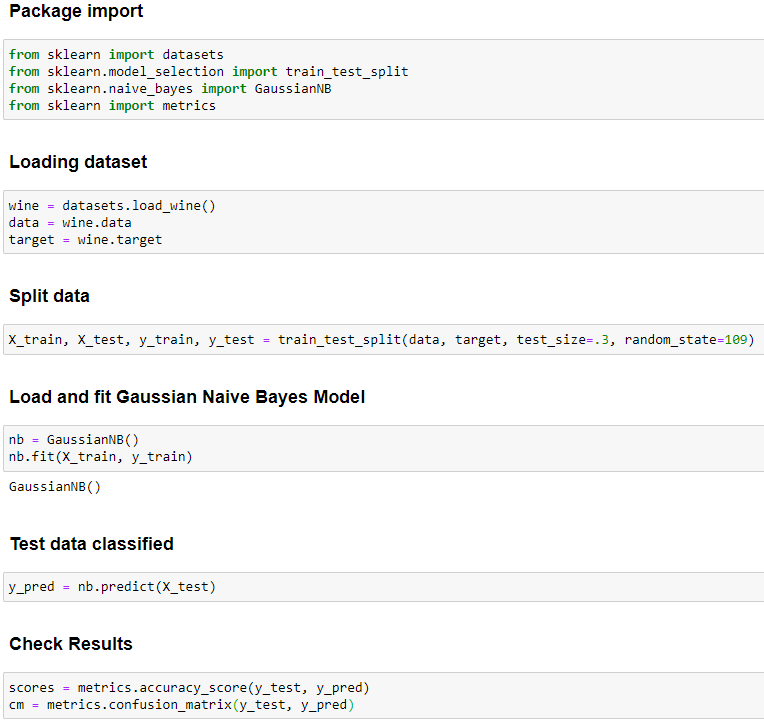 Package import
from sklearn import datasets
from sklearn.model_selection import train_test_split
from sklearn.naive_bayes import GaussianNB
from sklearn import metrics
Loading dataset
wine = datasets.load_wine()
data = wine.data
target = wine.target
Split data
X_train, X_test, y_train, y_test = train_test_split(data, target, test_size=.3, random_state=109)
Load and fit Gaussian Naive Bayes Model
nb = GaussianNB()
nb.fit(X_train, y_train)
GaussianNB()
Test data classified
y_pred = nb.predict(X_test)
Check Results
scores = metrics.accuracy_score(y_test, y_pred)
cm = metrics.confusion_matrix(y_test, y_pred)